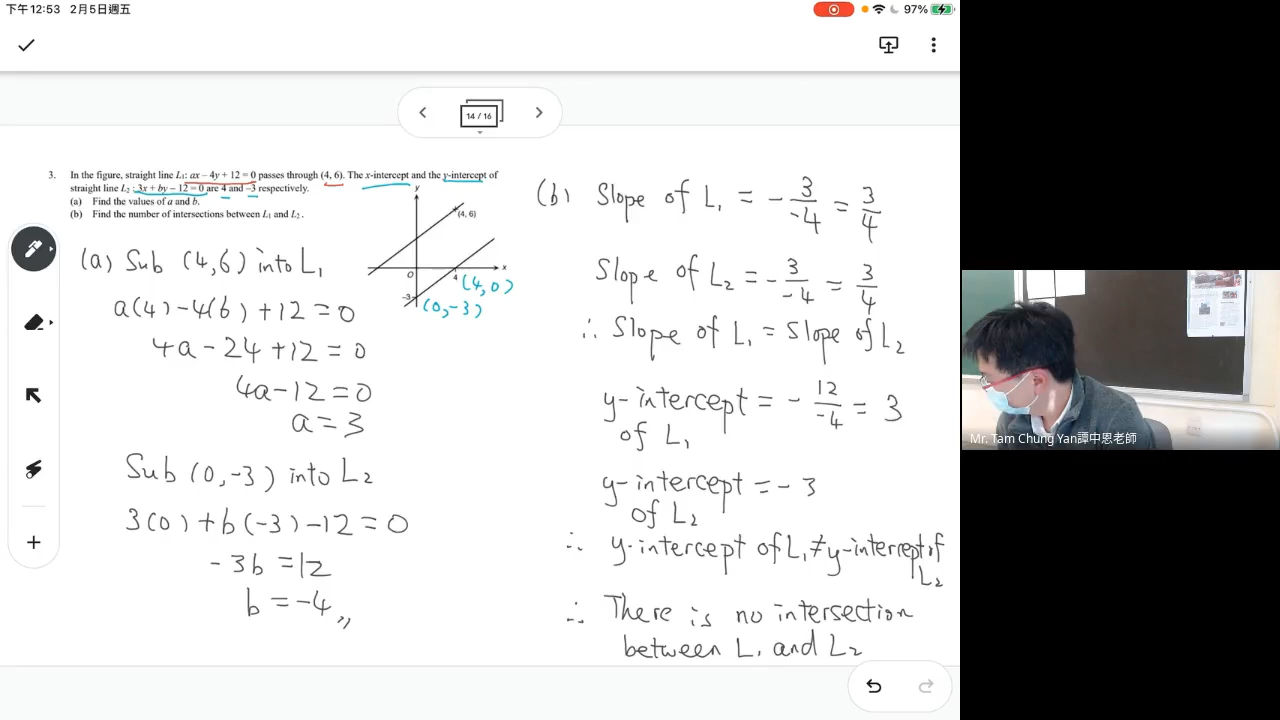 下午12:53 2月5日週五
97%
14 / 16
3. In the figure, straight line L₁: ax − 4y + 12 = 0 passes through (4, 6). The x-intercept and the y-intercept of
straight line L₂ : 3x + by − 12 = 0 are 4 and −3 respectively.
(a) Find the values of a and b.
(b) Find the number of intersections between L₁ and L₂.
y
(4, 6)
O
4
x
−3
(4, 0)
(0, -3)
(a) Sub (4,6) into L₁
a(4) - 4(6) + 12 = 0
4a - 24 + 12 = 0
4a - 12 = 0
a = 3
Sub (0, -3) into L₂
3(0) + b(-3) - 12 = 0
- 3b = 12
b = -4 ,,
(b) Slope of L₁ = - 3/-4 = 3/4
Slope of L₂ = - 3/-4 = 3/4
∴ Slope of L₁ = Slope of L₂
y-intercept = - 12/-4 = 3
of L₁
y-intercept = - 3
of L₂
∴ y-intercept of L₁ ≠ y-intercept of
L₂
∴ There is no intersection
between L₁ and L₂
Mr. Tam Chung Yan譚中恩老師